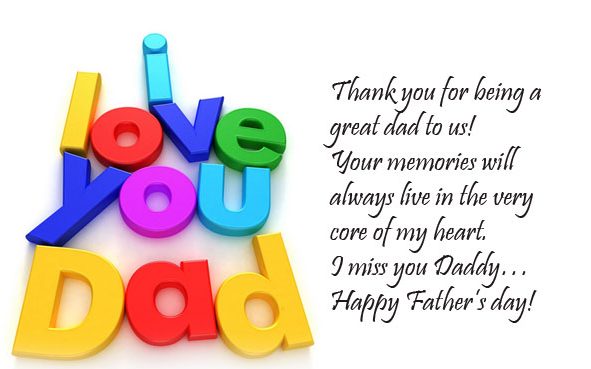 i
love
you
Dad
Thank you for being a
great dad to us!
Your memories will
always live in the very
core of my heart.
I miss you Daddy...
Happy Father's day!